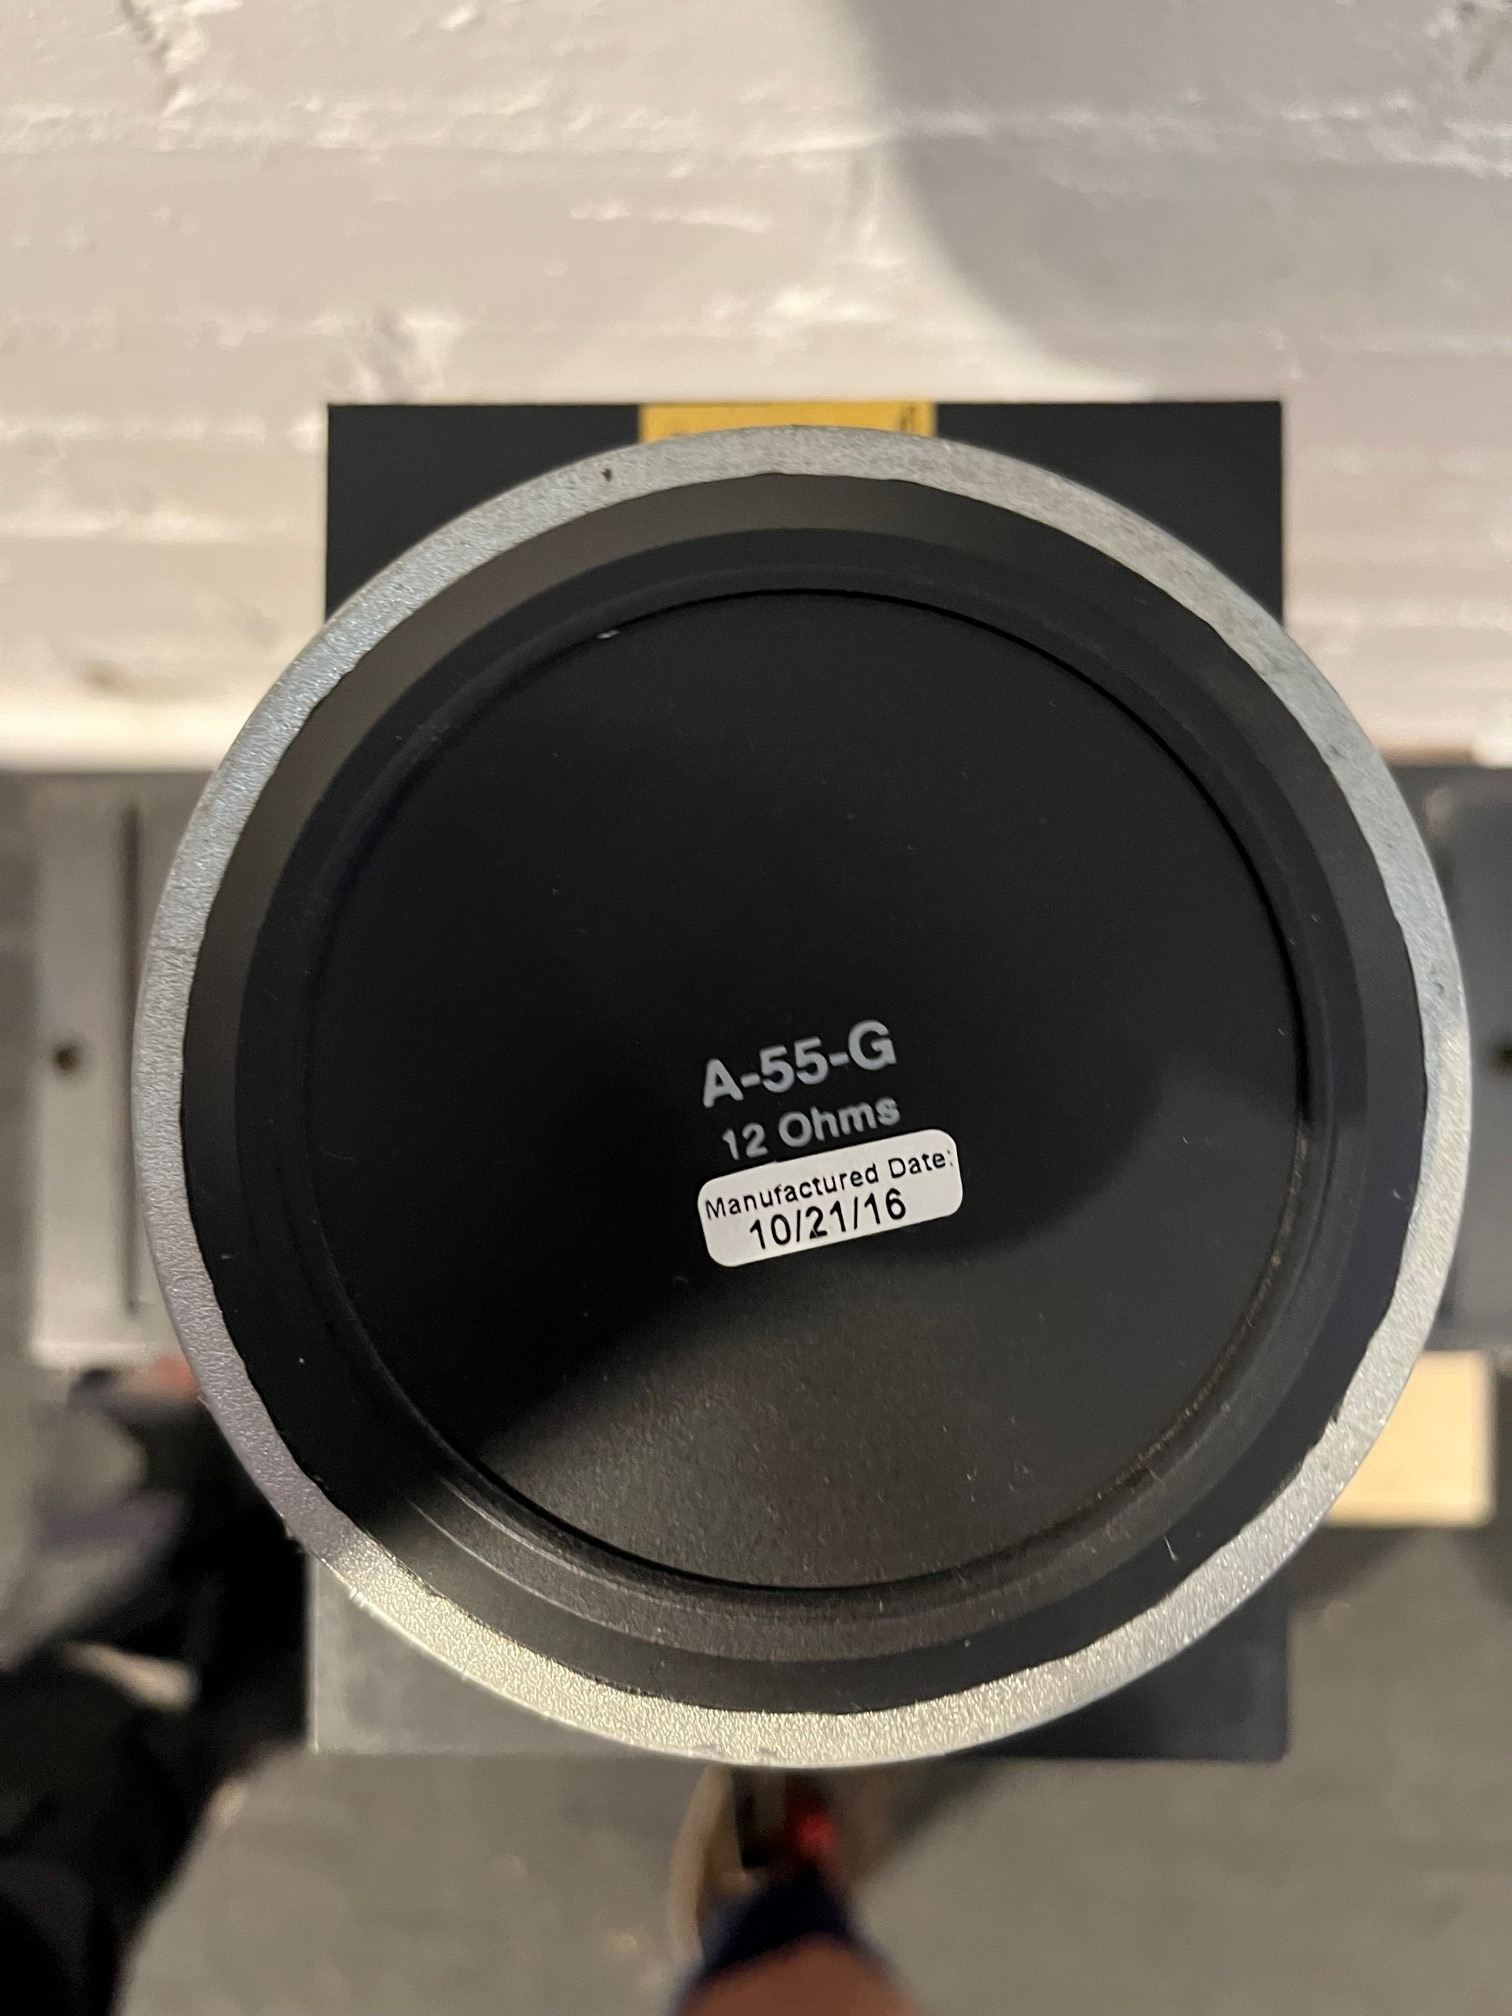 A-55-G
12 Ohms
Manufactured Date:
10/21/16